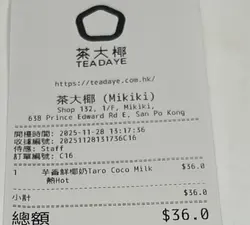 茶大椰
TEADAYE
https://teadaye.com.hk/
茶大椰 (Mikiki)
Shop 132, 1/F, Mikiki,
638 Prince Edward Rd E, San Po Kong
開檯時間: 2025-11-28 13:17:36
收據編號: 20251128131736C16
待應: Staff
訂單編號: C16
1 芋香鮮椰奶Taro Coco Milk $36.0
熱Hot
小計 $36.0
總額 $36.0